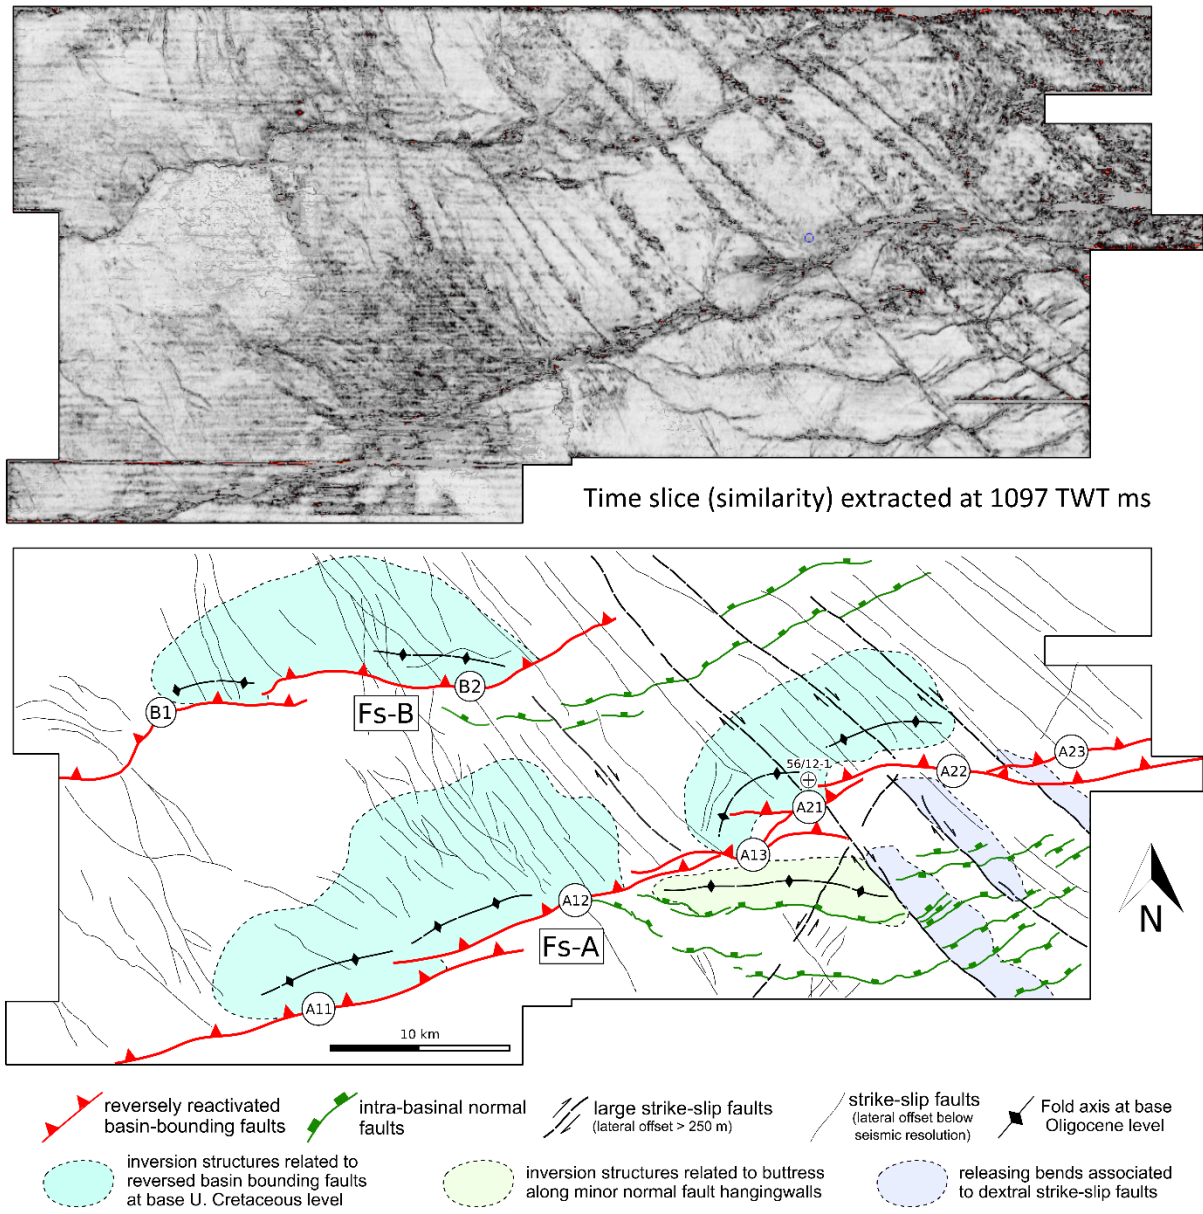 Time slice (similarity) extracted at 1097 TWT ms
B1
B2
Fs-B
A23
A22
56/12-1
A21
A13
A12
Fs-A
A11
10 km
N
reversely reactivated
basin-bounding faults
intra-basinal normal
faults
large strike-slip faults
(lateral offset > 250 m)
strike-slip faults
(lateral offset below
seismic resolution)
Fold axis at base
Oligocene level
inversion structures related to
reversed basin bounding faults
at base U. Cretaceous level
inversion structures related to buttress
along minor normal fault hangingwalls
releasing bends associated
to dextral strike-slip faults